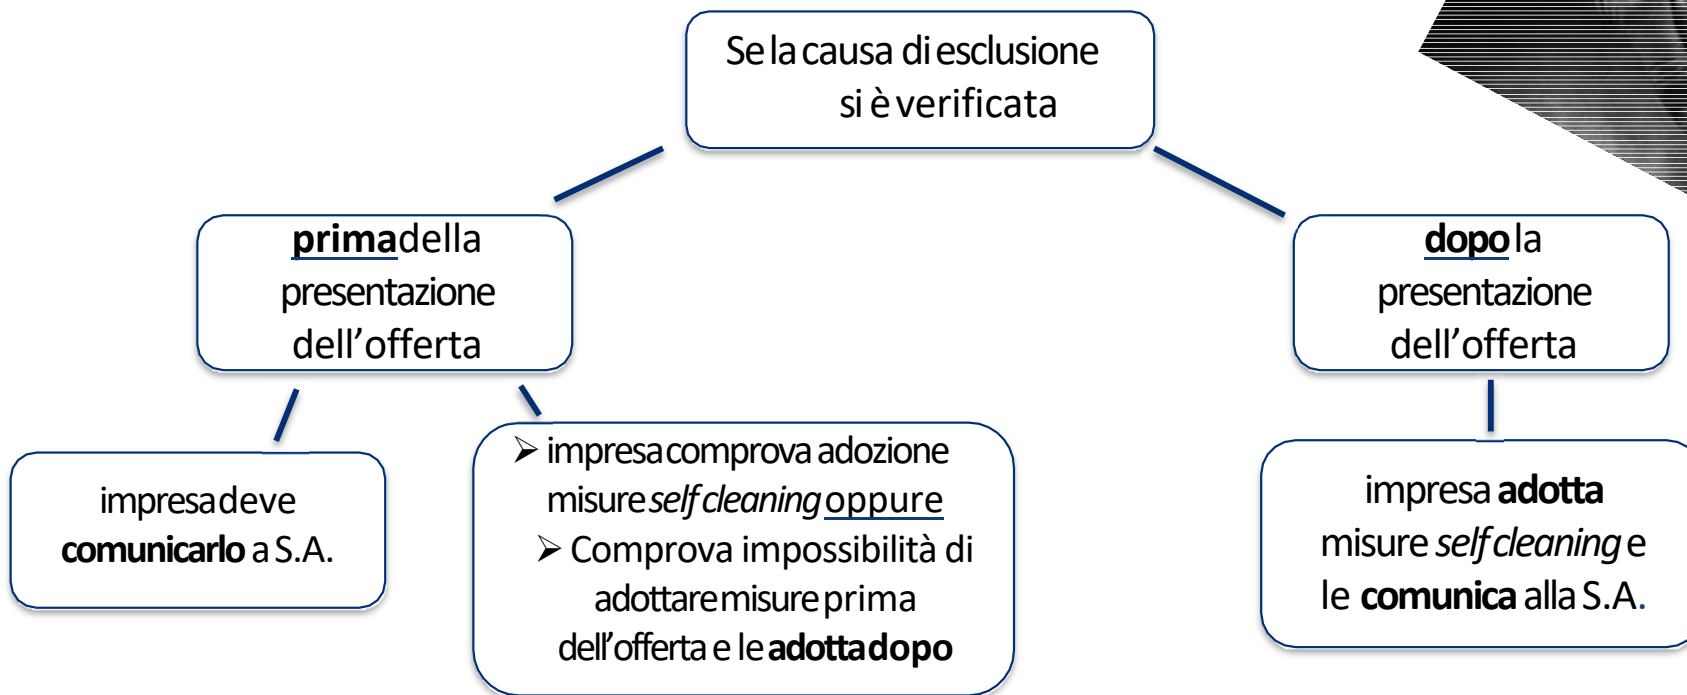 Se la causa di esclusione
si è verificata
prima della
presentazione
dell’offerta
dopo la
presentazione
dell’offerta
impresa deve
comunicarlo a S.A.
➢ impresa comprova adozione
misure self cleaning oppure
➢ Comprova impossibilità di
adottare misure prima
dell’offerta e le adotta dopo
impresa adotta
misure self cleaning e
le comunica alla S.A.